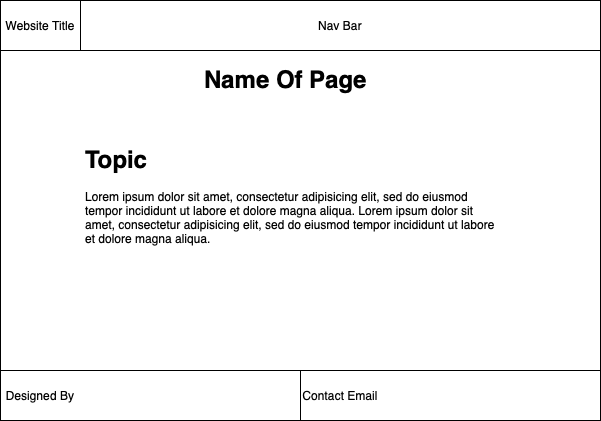 Website Title
Nav Bar
Name Of Page
Topic
Lorem ipsum dolor sit amet, consectetur adipisicing elit, sed do eiusmod
tempor incididunt ut labore et dolore magna aliqua. Lorem ipsum dolor sit
amet, consectetur adipisicing elit, sed do eiusmod tempor incididunt ut labore
et dolore magna aliqua.
Designed By
Contact Email